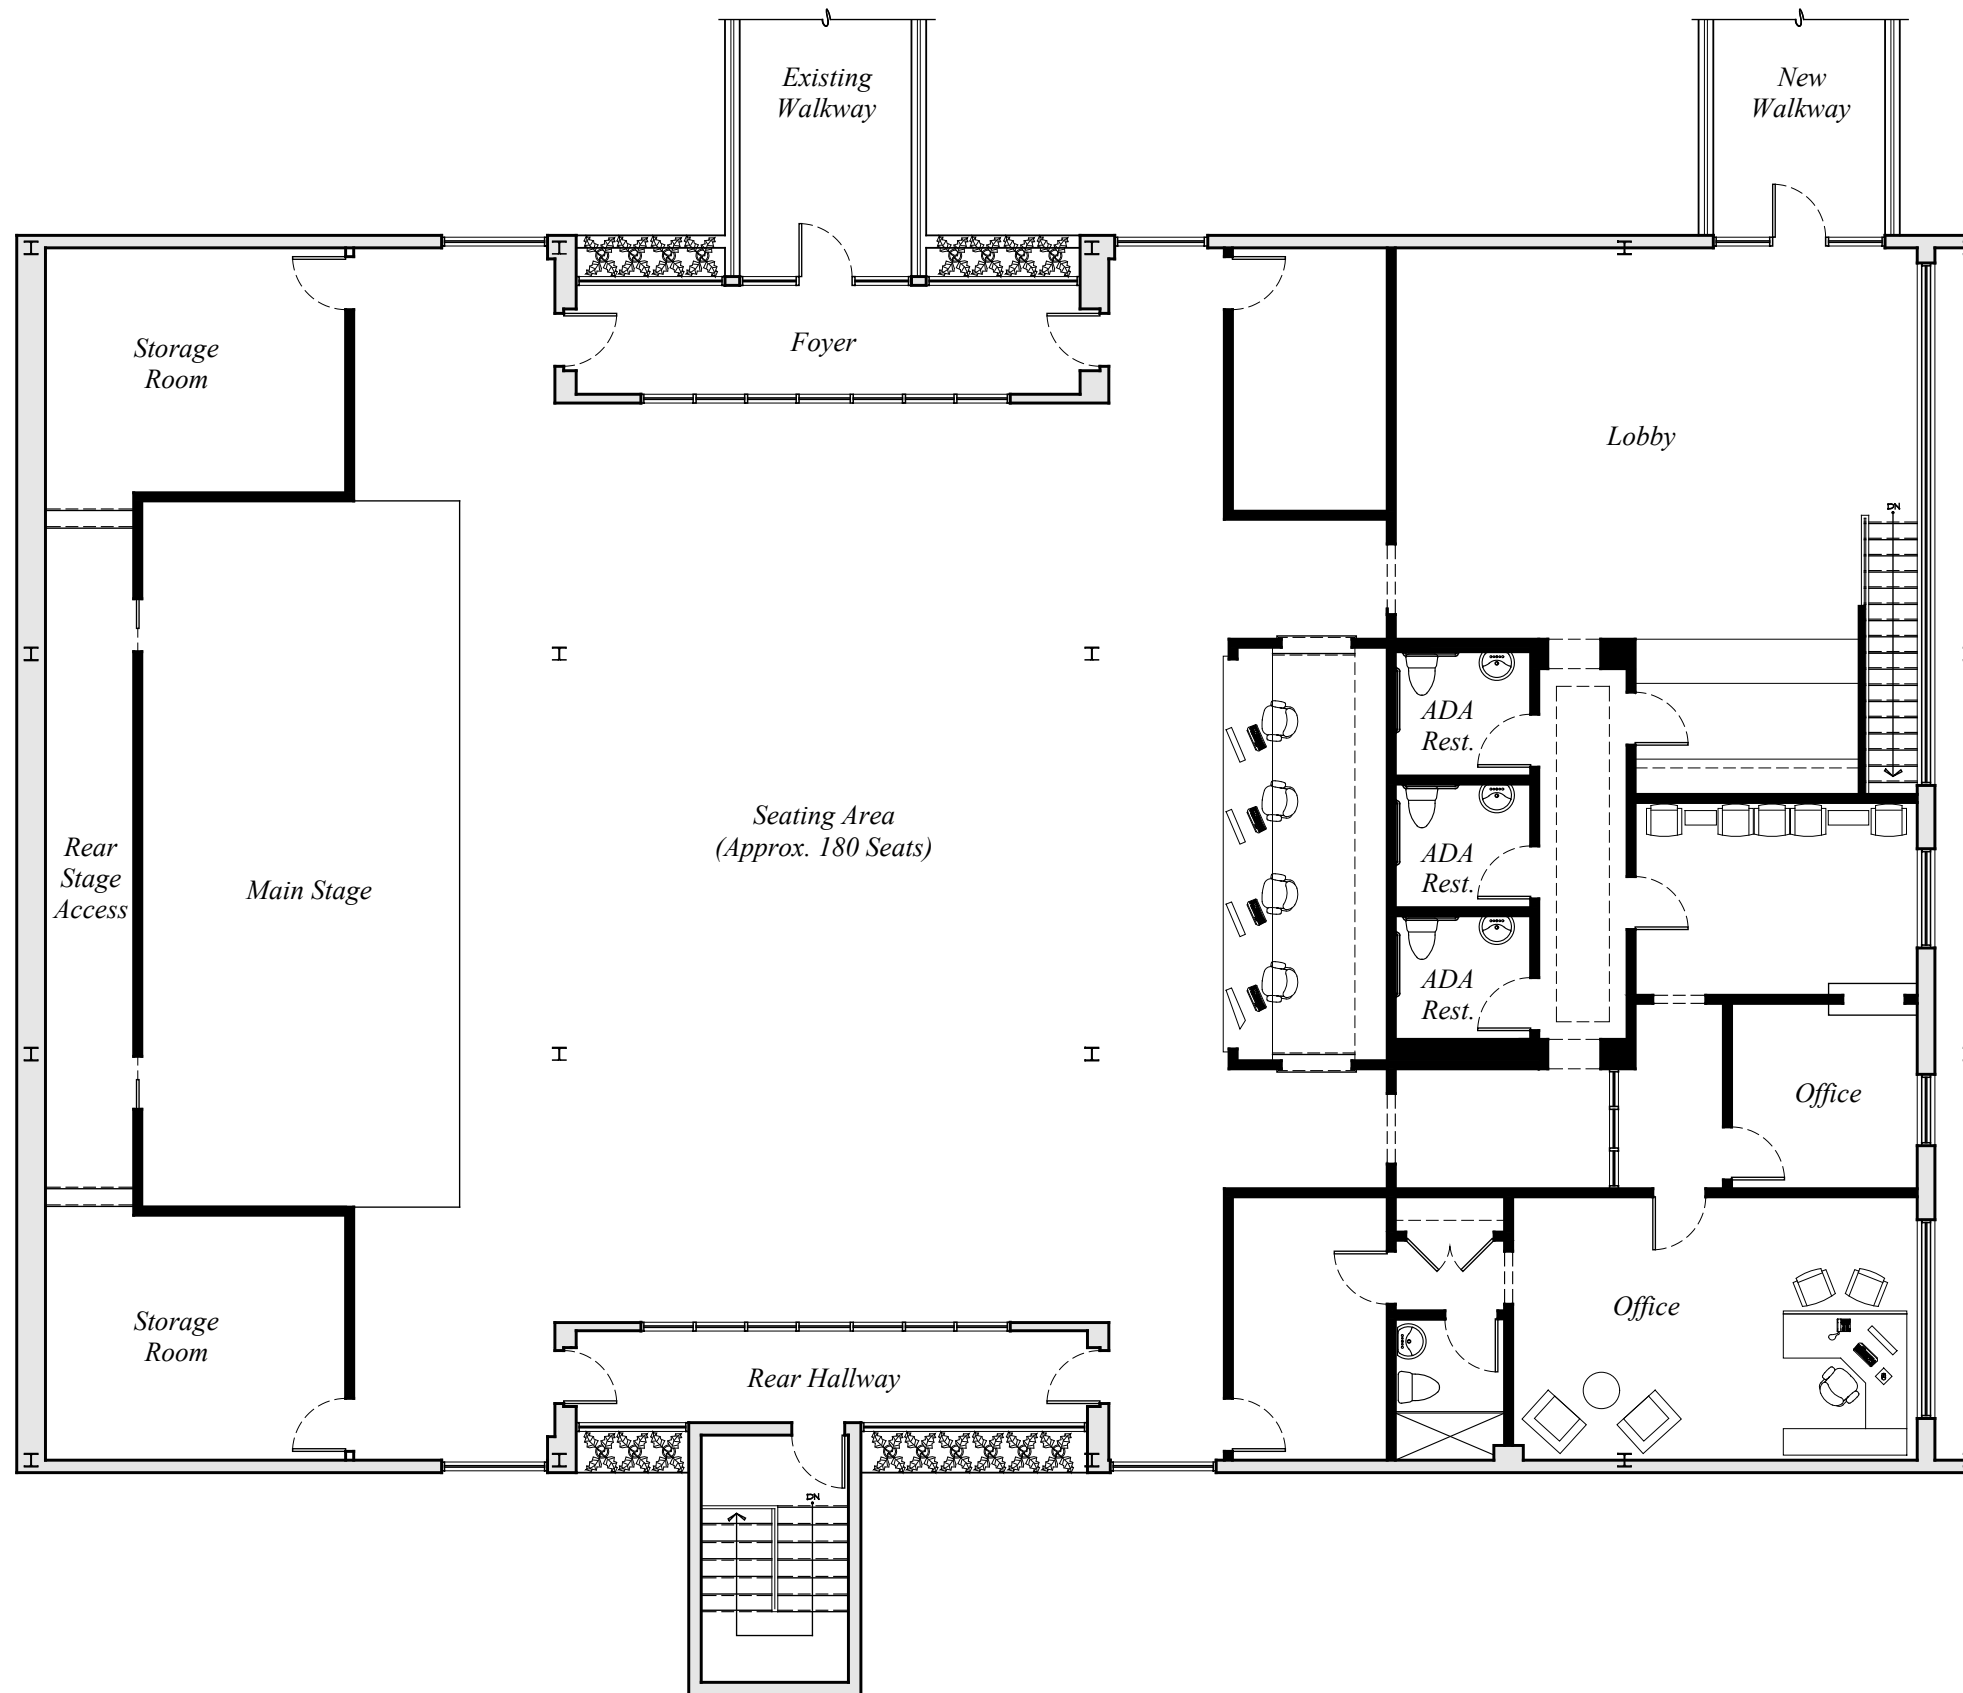 Existing
Walkway
New
Walkway
Foyer
Storage
Room
Lobby
DN
ADA
Rest.
Seating Area
(Approx. 180 Seats)
Rear
Stage
Access
Main Stage
ADA
Rest.
ADA
Rest.
Office
Office
Storage
Room
Rear Hallway
DN